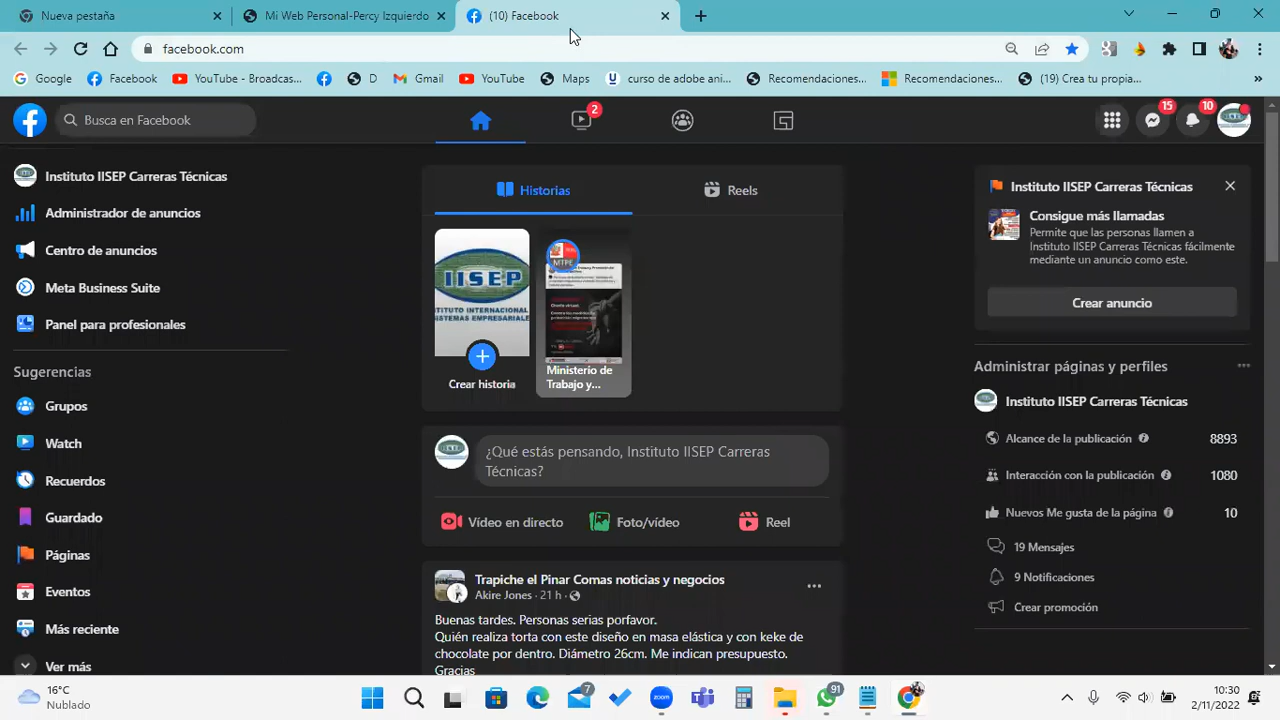 Nueva pestaña
Mi Web Personal-Percy Izquierdo
(10) Facebook
facebook.com
Google
Facebook
YouTube - Broadcas...
D
Gmail
YouTube
Maps
curso de adobe ani...
Recomendaciones...
Recomendaciones...
(19) Crea tu propia...
»
Busca en Facebook
2
15
10
Instituto IISEP Carreras Técnicas
Administrador de anuncios
Centro de anuncios
Meta Business Suite
Panel para profesionales
Sugerencias
Grupos
Watch
Recuerdos
Guardado
Páginas
Eventos
Más reciente
Ver más
Historias
Reels
IISEP
Crear historia
MTPE
Ministerio de
Trabajo y...
¿Qué estás pensando, Instituto IISEP Carreras
Técnicas?
Vídeo en directo
Foto/vídeo
Reel
Trapiche el Pinar Comas noticias y negocios
Akire Jones · 21 h ·
Buenas tardes. Personas serias porfavor.
Quién realiza torta con este diseño en masa elástica y con keke de
chocolate por dentro. Diámetro 26cm. Me indican presupuesto.
Gracias
Instituto IISEP Carreras Técnicas
Consigue más llamadas
Permite que las personas llamen a
Instituto IISEP Carreras Técnicas fácilmente
mediante un anuncio como este.
Crear anuncio
Administrar páginas y perfiles
Instituto IISEP Carreras Técnicas
Alcance de la publicación 8893
Interacción con la publicación 1080
Nuevos Me gusta de la página 10
19 Mensajes
9 Notificaciones
Crear promoción
16°C
Nublado
7
zoom
91
10:30
2/11/2022